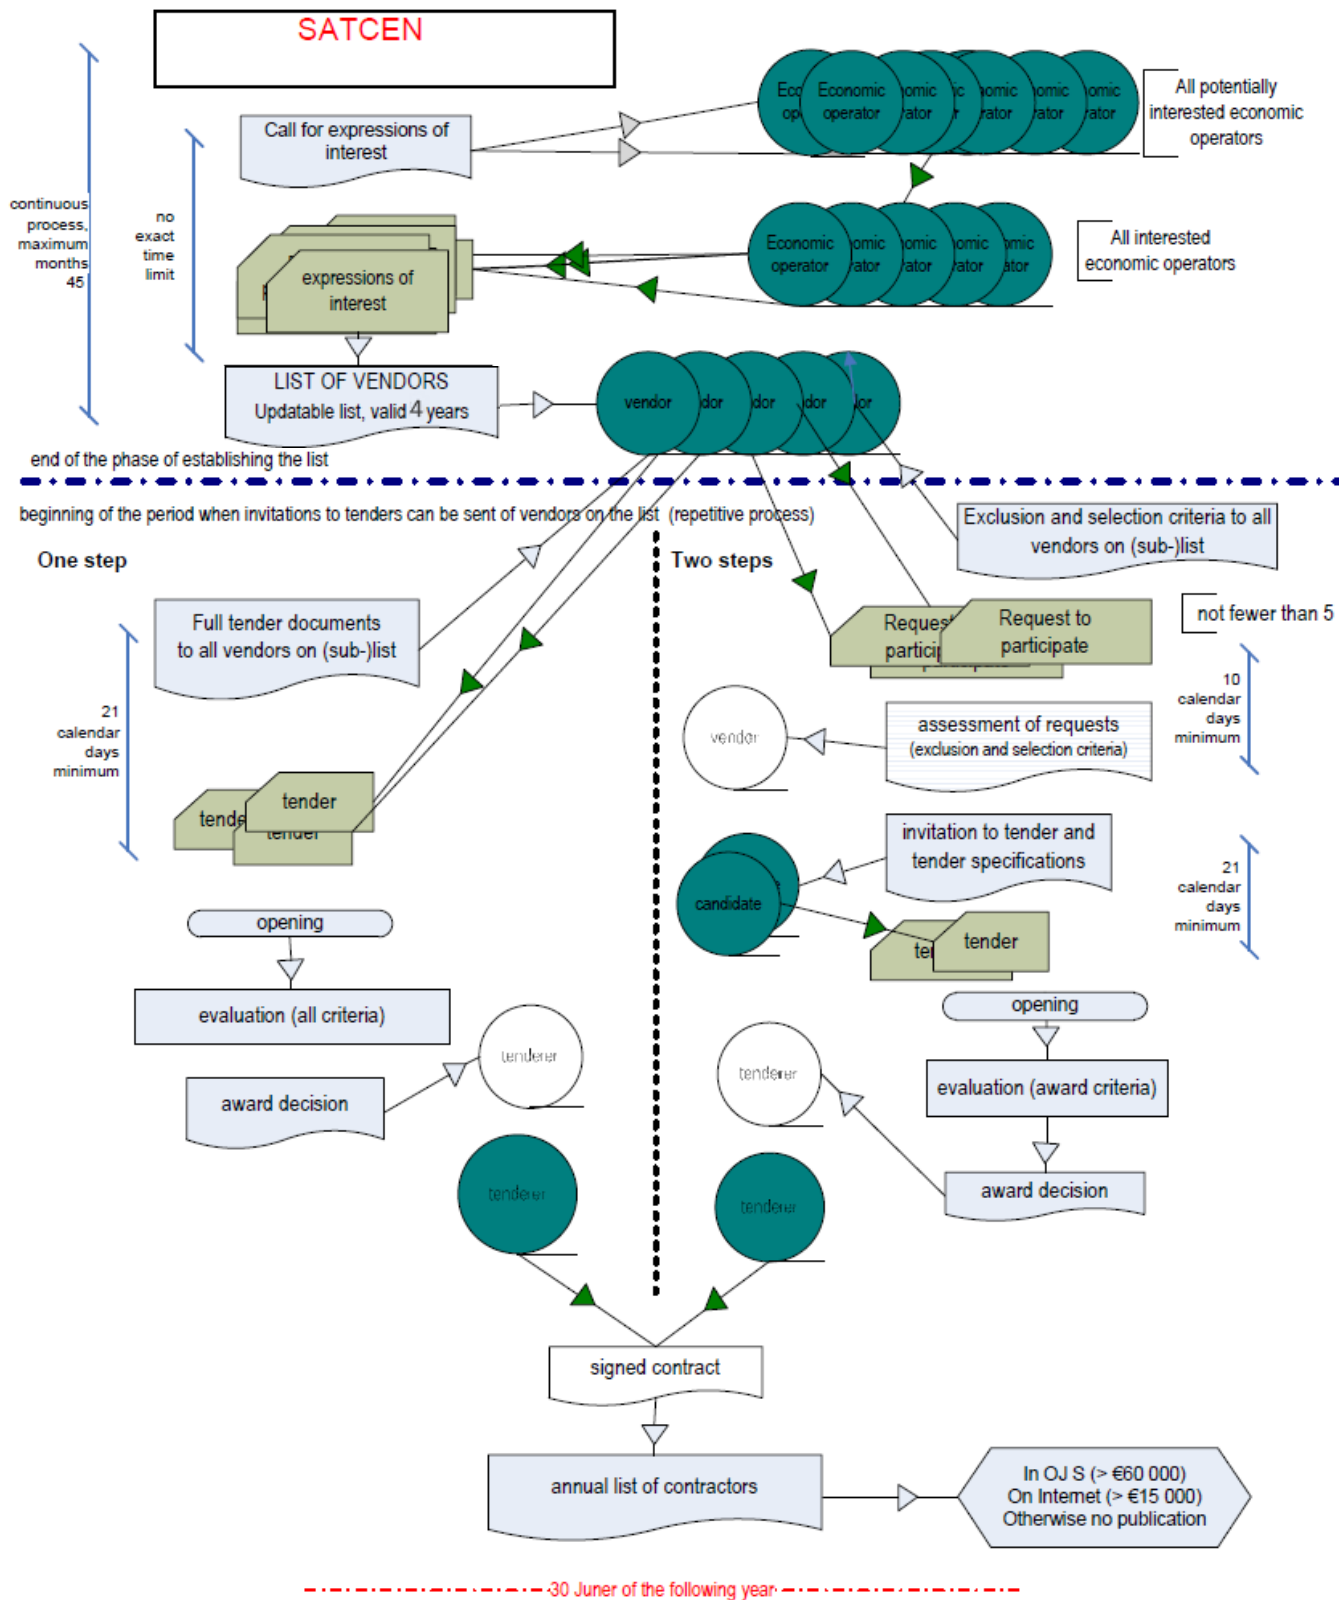 SATCEN
Economic
operator
Economic
operator
All potentially
interested economic
operators
Call for expressions of
interest
continuous
process,
maximum
months
45
no
exact
time
limit
Economic
operator
All interested
economic operators
expressions of
interest
LIST OF VENDORS
Updatable list, valid 4 years
vendor
end of the phase of establishing the list
beginning of the period when invitations to tenders can be sent of vendors on the list (repetitive process)
One step
Two steps
Exclusion and selection criteria to all
vendors on (sub-)list
Full tender documents
to all vendors on (sub-)list
Request
Request to
participate
not fewer than 5
10
calendar
days
minimum
21
calendar
days
minimum
vendor
assessment of requests
(exclusion and selection criteria)
tender
tender
tender
invitation to tender and
tender specifications
candidate
21
calendar
days
minimum
tender
opening
opening
evaluation (all criteria)
evaluation (award criteria)
tenderer
tenderer
award decision
award decision
tenderer
tenderer
signed contract
annual list of contractors
In OJ S (> €60 000)
On Internet (> €15 000)
Otherwise no publication
30 Juner of the following year